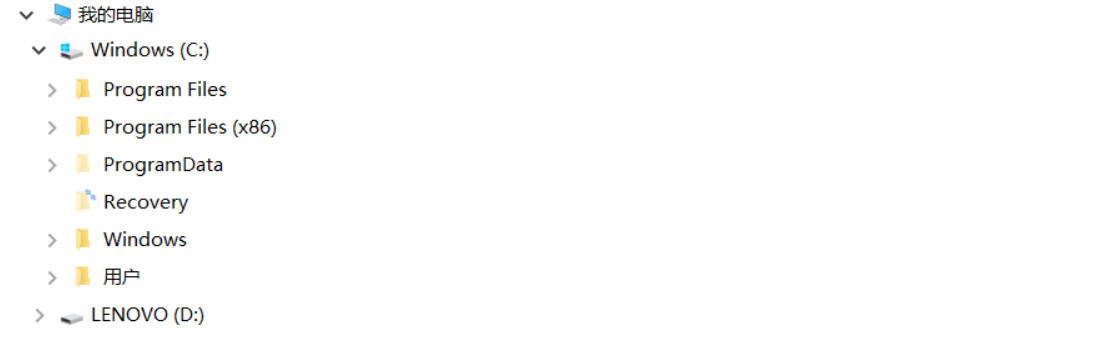 我的电脑
Windows (C:)
Program Files
Program Files (x86)
ProgramData
Recovery
Windows
用户
LENOVO (D:)